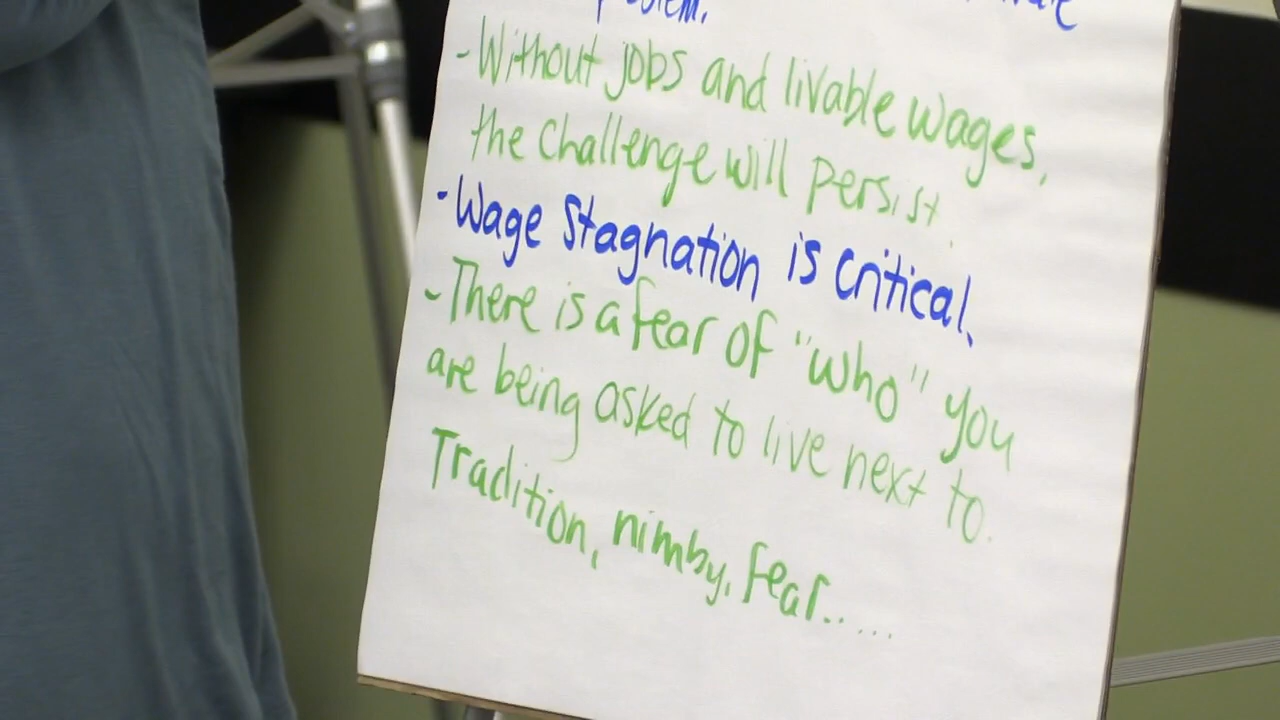 problem.
- Without jobs and livable wages,
the challenge will persist.
- Wage Stagnation is critical.
- There is a fear of "who" you
are being asked to live next to.
Tradition, nimby, fear......